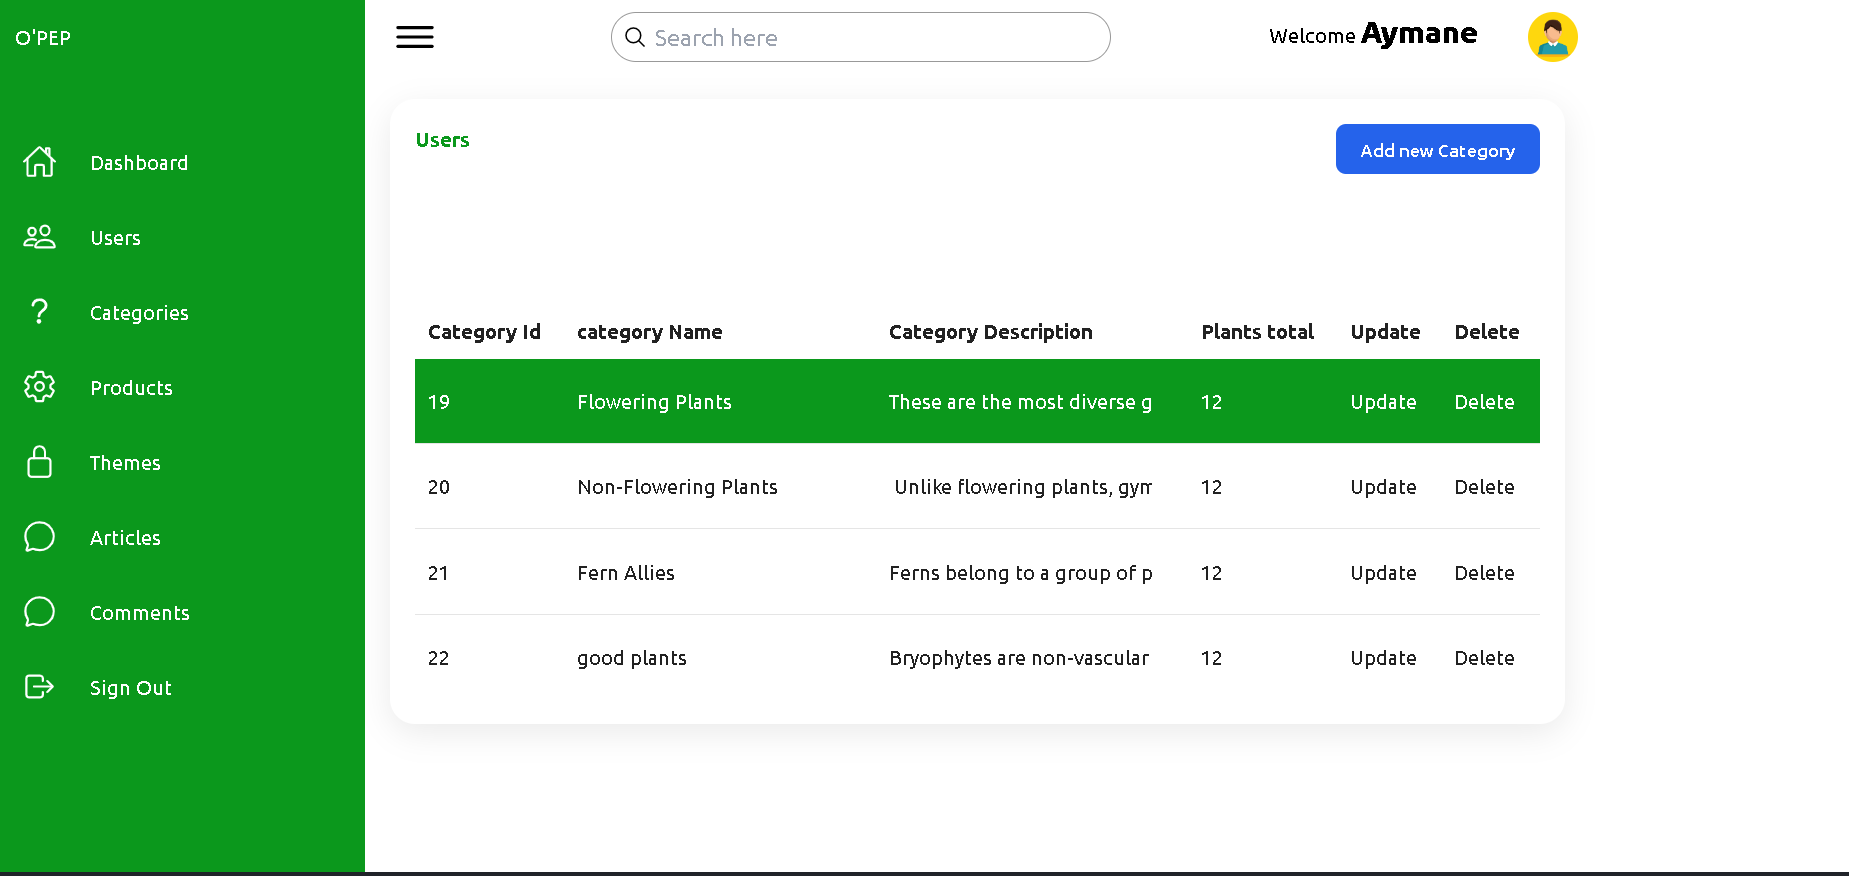 O'PEP
Dashboard
Users
Categories
Products
Themes
Articles
Comments
Sign Out
Search here
Welcome Aymane
Users
Add new Category
Category Id category Name Category Description Plants total Update Delete
19 Flowering Plants These are the most diverse g 12 Update Delete
20 Non-Flowering Plants Unlike flowering plants, gym 12 Update Delete
21 Fern Allies Ferns belong to a group of p 12 Update Delete
22 good plants Bryophytes are non-vascular 12 Update Delete